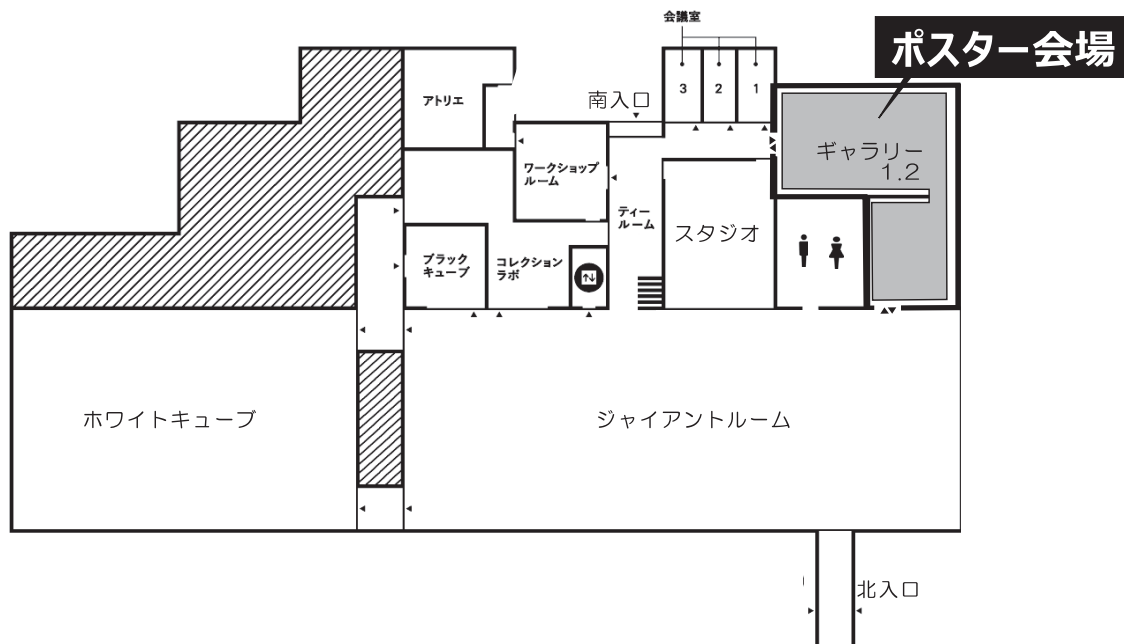 会議室
ポスター会場
アトリエ
南入口
3
2
1
ギャラリー
1.2
ワークショップ
ルーム
ティー
ルーム
スタジオ
ブラック
キューブ
コレクション
ラボ
ホワイトキューブ
ジャイアントルーム
北入口